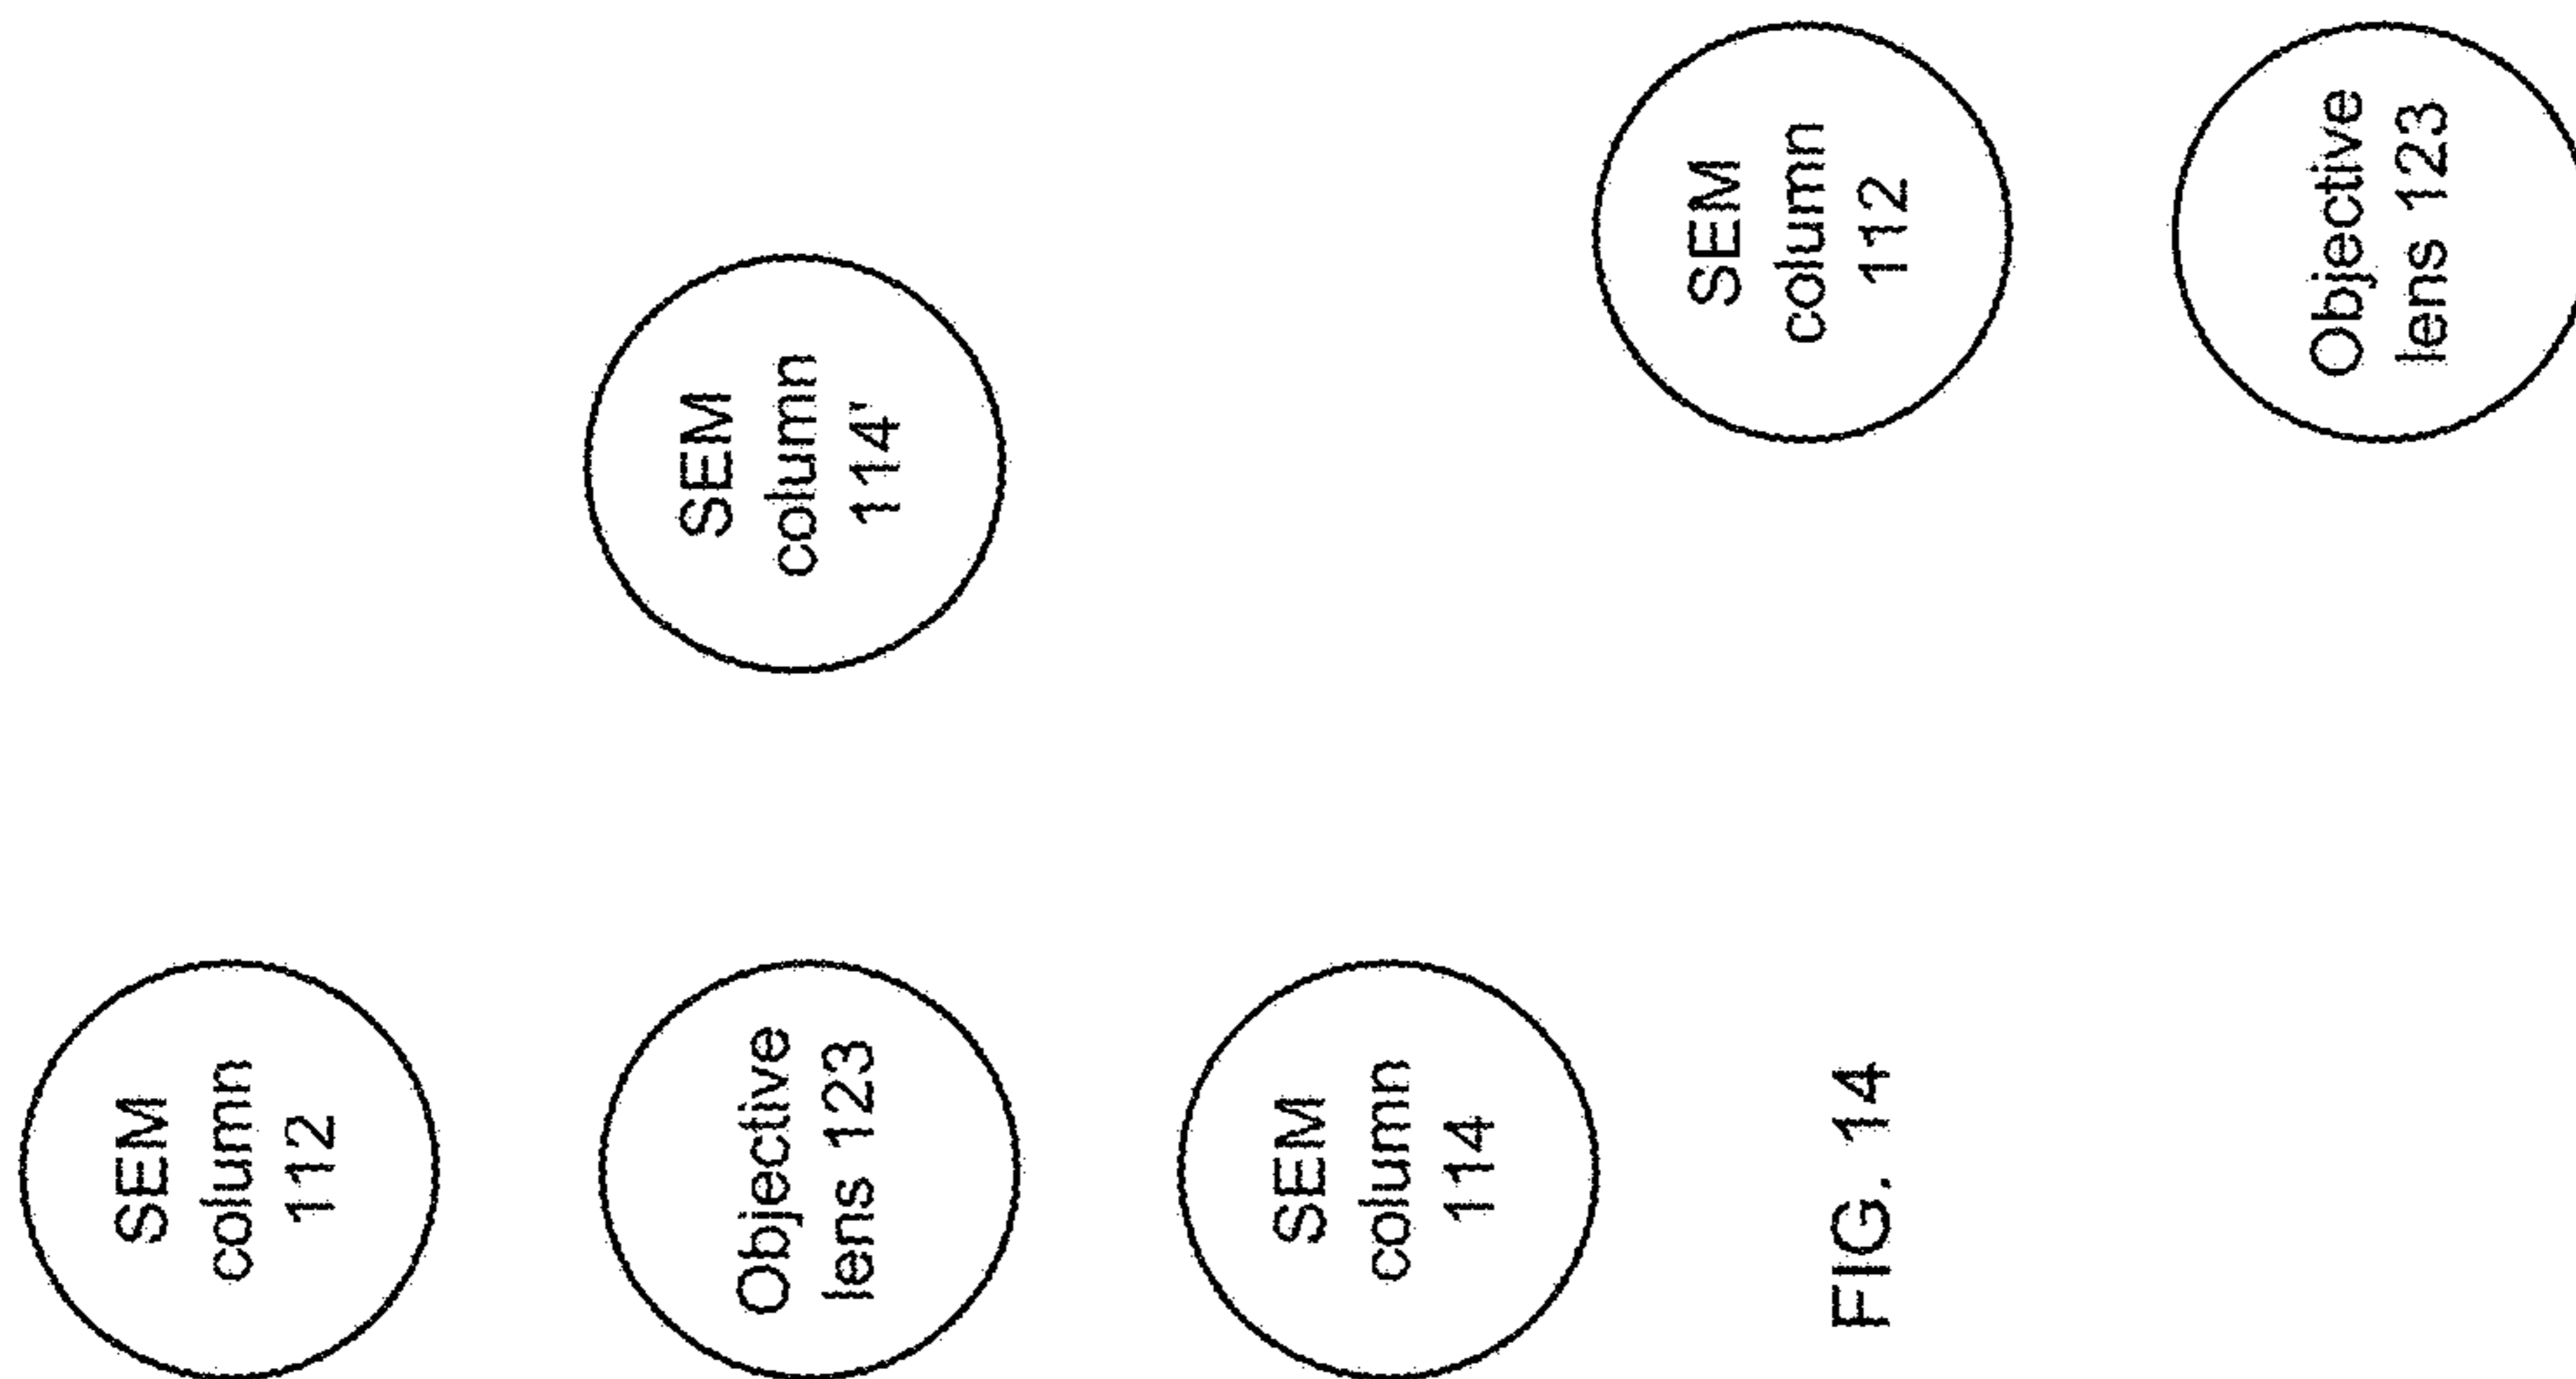 SEM
column
112
Objective
lens 123
SEM
column
114'
SEM
column
114
FIG. 14
SEM
column
112
Objective
lens 123